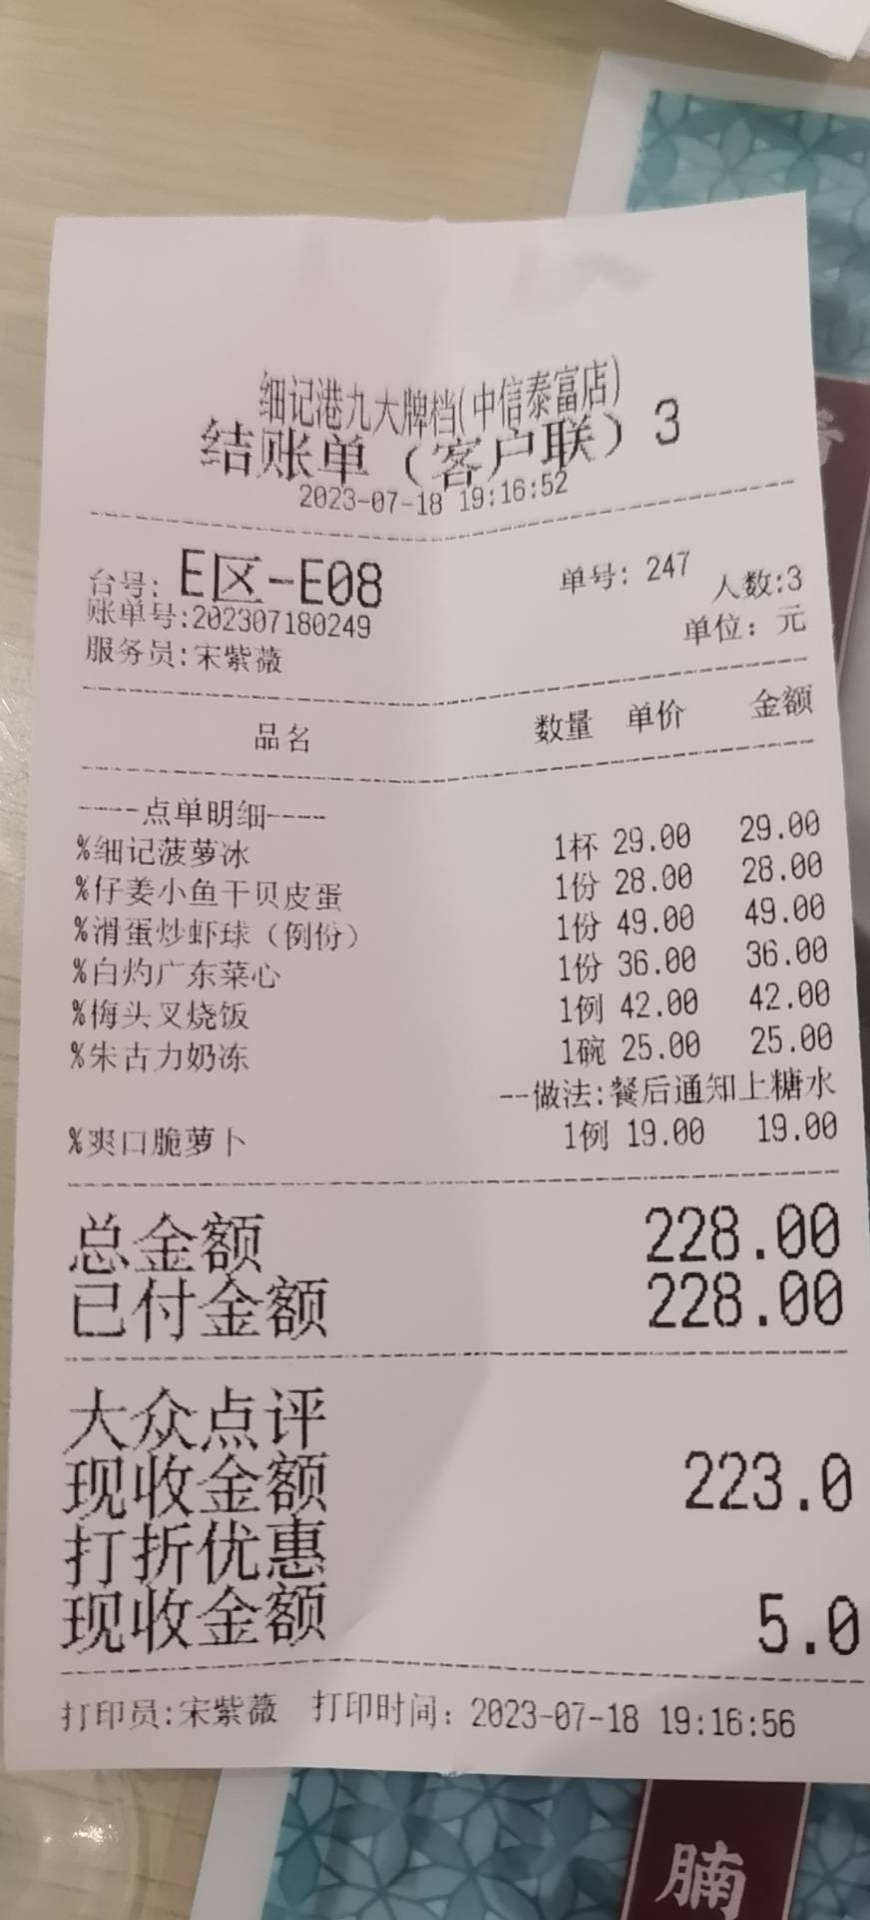 细记港九大牌档(中信泰富店)
结账单（客户联）3
2023-07-18 19:16:52
台号: E区-E08 单号: 247 人数:3
账单号:202307180249 单位: 元
服务员:宋紫薇
品名 数量 单价 金额
----点单明细----
%细记菠萝冰 1杯 29.00 29.00
%仔姜小鱼干贝皮蛋 1份 28.00 28.00
%滑蛋炒虾球（例份） 1份 49.00 49.00
%白灼广东菜心 1份 36.00 36.00
%梅头叉烧饭 1例 42.00 42.00
%朱古力奶冻 1碗 25.00 25.00
--做法:餐后通知上糖水
%爽口脆萝卜 1例 19.00 19.00
总金额 228.00
已付金额 228.00
大众点评
现收金额 223.0
打折优惠
现收金额 5.0
打印员:宋紫薇 打印时间: 2023-07-18 19:16:56
腩